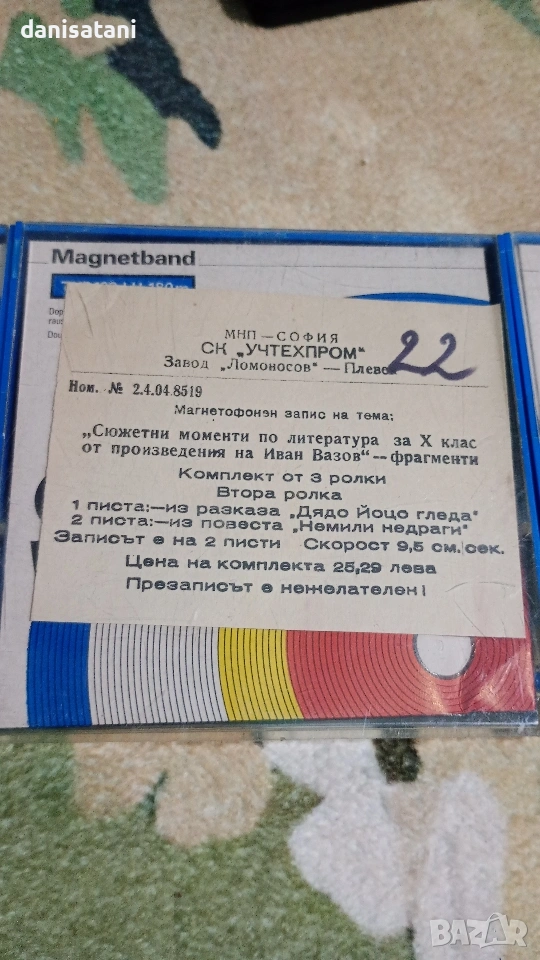 danisatani
Magnetband
МНП — СОФИЯ
СК „УЧТЕХПРОМ"
22
Завод „Ломоносов" — Плеве
Ном. № 2.4.04.8519
Магнетофонен запис на тема:
„Сюжетни моменти по литература за X клас
от произведения на Иван Вазов"—фрагменти
Комплект от 3 ролки
Втора ролка
1 писта:—из разказа „Дядо Йоцо гледа"
2 писта:—из повеста „Немили недраги"
Записът е на 2 писти Скорост 9,5 см./сек.
Цена на комплекта 25,29 лева
Презаписът е нежелателен!
BAZAR